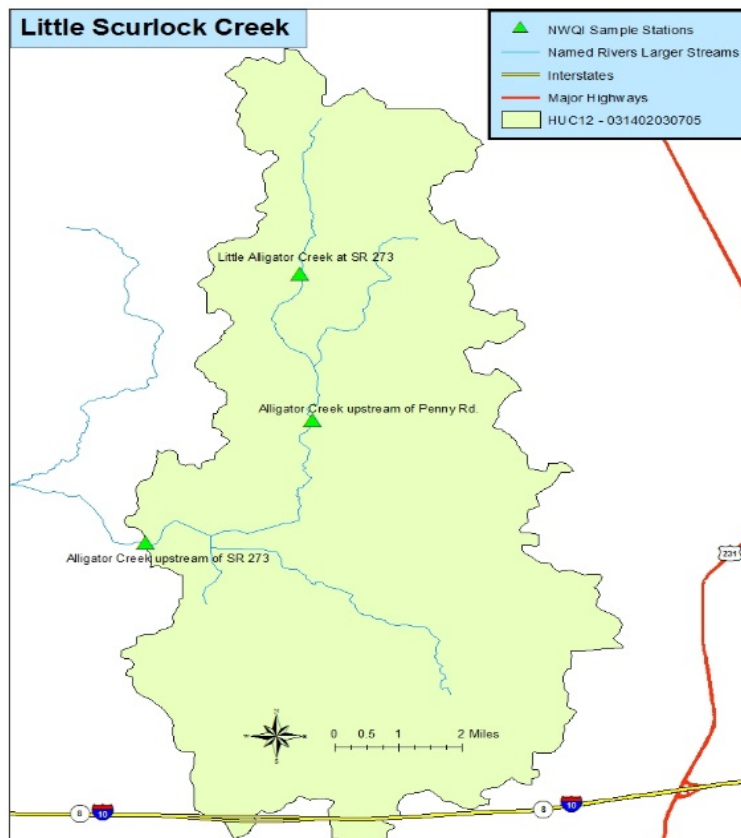 Little Scurlock Creek
NWQI Sample Stations
Named Rivers Larger Streams
Interstates
Major Highways
HUC12 - 031402030705
Little Alligator Creek at SR 273
Alligator Creek upstream of Penny Rd.
Alligator Creek upstream of SR 273
231
N
W E
S
0 0.5 1 2 Miles
8 10
8 10